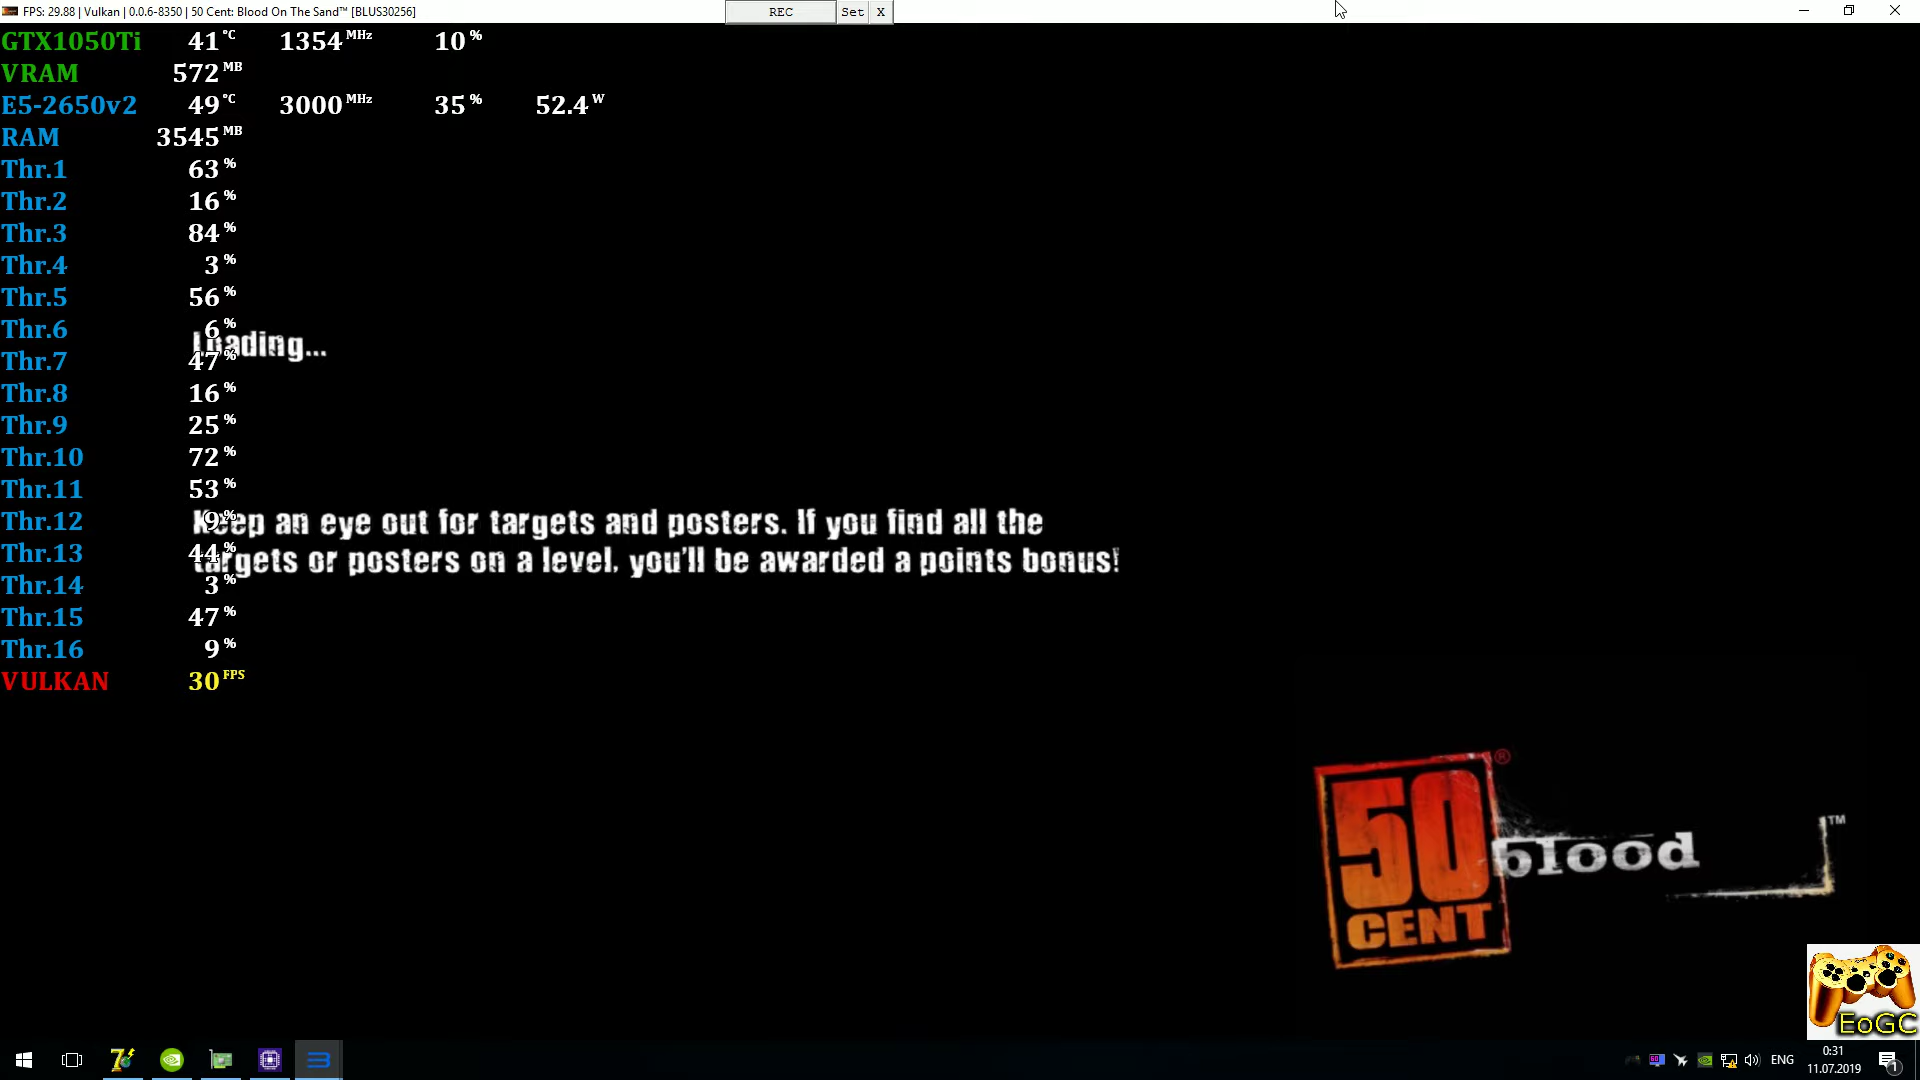 FPS: 29.88 | Vulkan | 0.0.6-8350 | 50 Cent: Blood On The Sand™ [BLUS30256]
REC Set X
GTX1050Ti 41 °C 1354 MHz 10 %
VRAM 572 MB
E5-2650v2 49 °C 3000 MHz 35 % 52.4 W
RAM 3545 MB
Thr.1 63 %
Thr.2 16 %
Thr.3 84 %
Thr.4 3 %
Thr.5 56 %
Thr.6 6 %
Loading...
Thr.7 47 %
Thr.8 16 %
Thr.9 25 %
Thr.10 72 %
Thr.11 53 %
Thr.12 9 %
Keep an eye out for targets and posters. If you find all the
Thr.13 44 %
targets or posters on a level, you'll be awarded a points bonus!
Thr.14 3 %
Thr.15 47 %
Thr.16 9 %
VULKAN 30 FPS
50 ®
CENT
blood ™
EoGC
ENG
0:31
11.07.2019
1